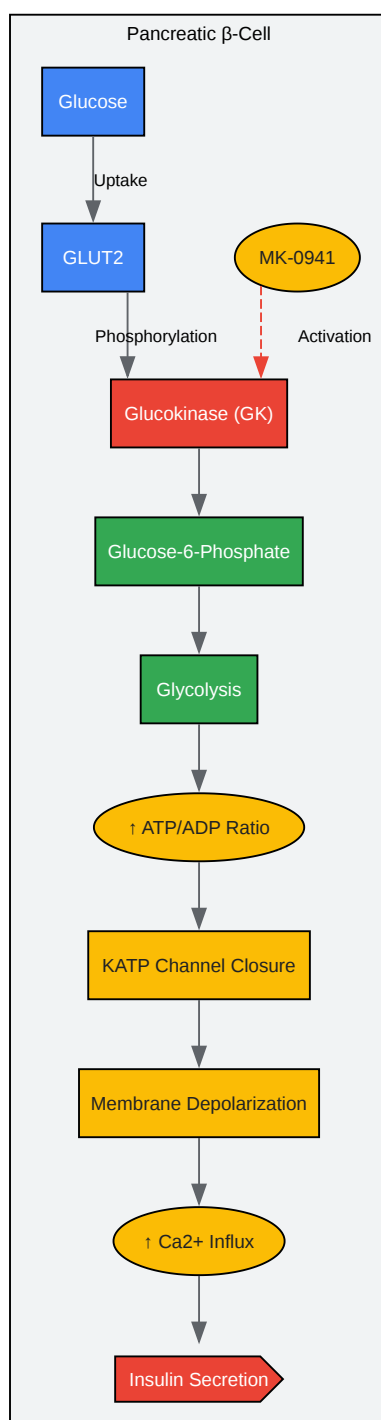 Pancreatic β-Cell
Glucose
Uptake
GLUT2
MK-0941
Phosphorylation
Activation
Glucokinase (GK)
Glucose-6-Phosphate
Glycolysis
↑ ATP/ADP Ratio
KATP Channel Closure
Membrane Depolarization
↑ Ca2+ Influx
Insulin Secretion